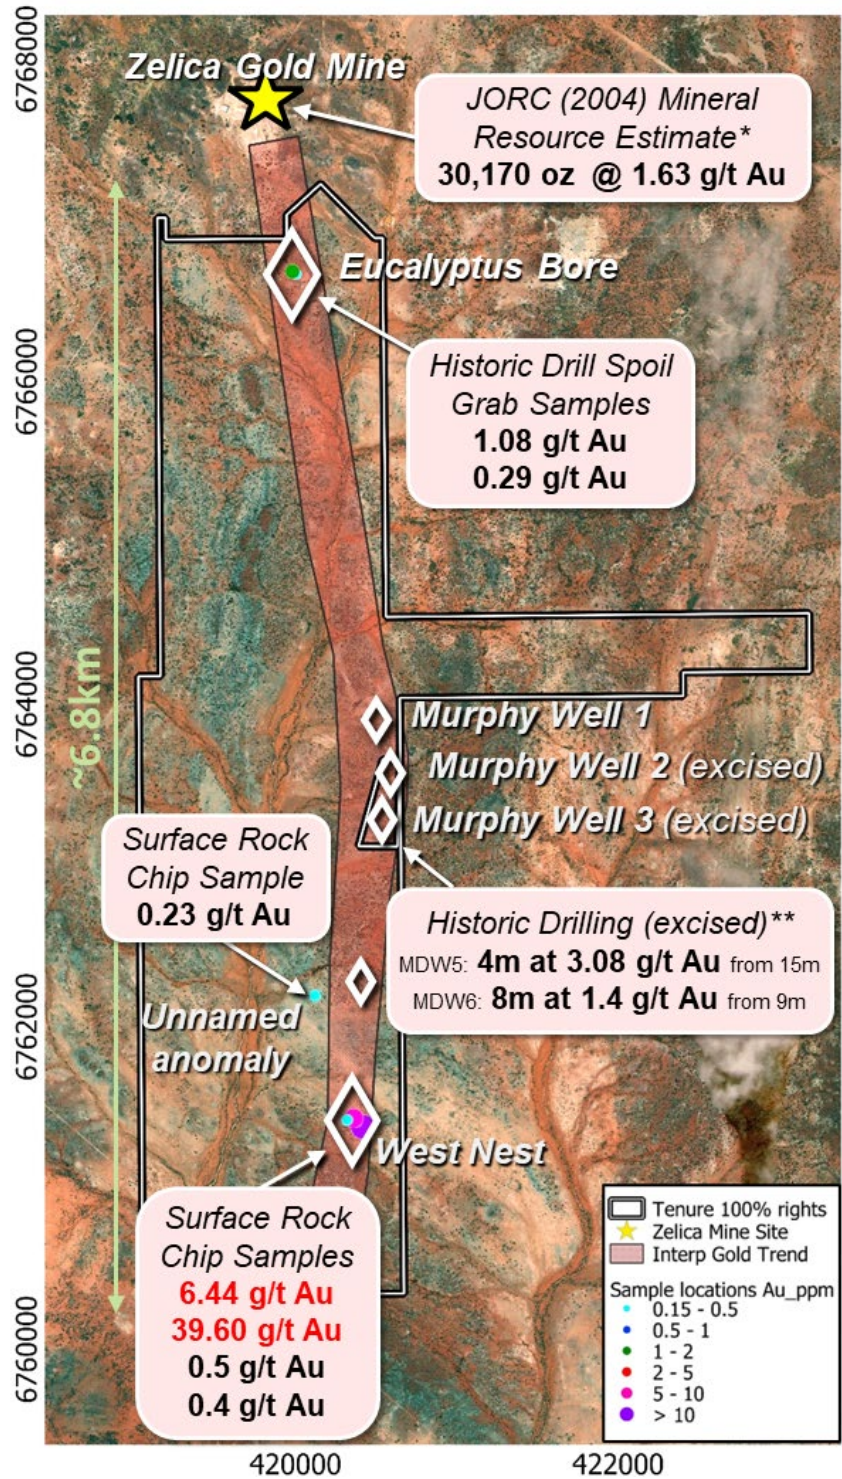 6768000
Zelica Gold Mine
JORC (2004) Mineral
Resource Estimate*
30,170 oz @ 1.63 g/t Au
Eucalyptus Bore
6766000
Historic Drill Spoil
Grab Samples
1.08 g/t Au
0.29 g/t Au
~6.8km
6764000
Murphy Well 1
Murphy Well 2 (excised)
Murphy Well 3 (excised)
Surface Rock
Chip Sample
0.23 g/t Au
Historic Drilling (excised)**
MDW5: 4m at 3.08 g/t Au from 15m
MDW6: 8m at 1.4 g/t Au from 9m
6762000
Unnamed
anomaly
West Nest
Surface Rock
Chip Samples
6.44 g/t Au
39.60 g/t Au
0.5 g/t Au
0.4 g/t Au
6760000
Tenure 100% rights
Zelica Mine Site
Interp Gold Trend
Sample locations Au_ppm
0.15 - 0.5
0.5 - 1
1 - 2
2 - 5
5 - 10
> 10
420000
422000